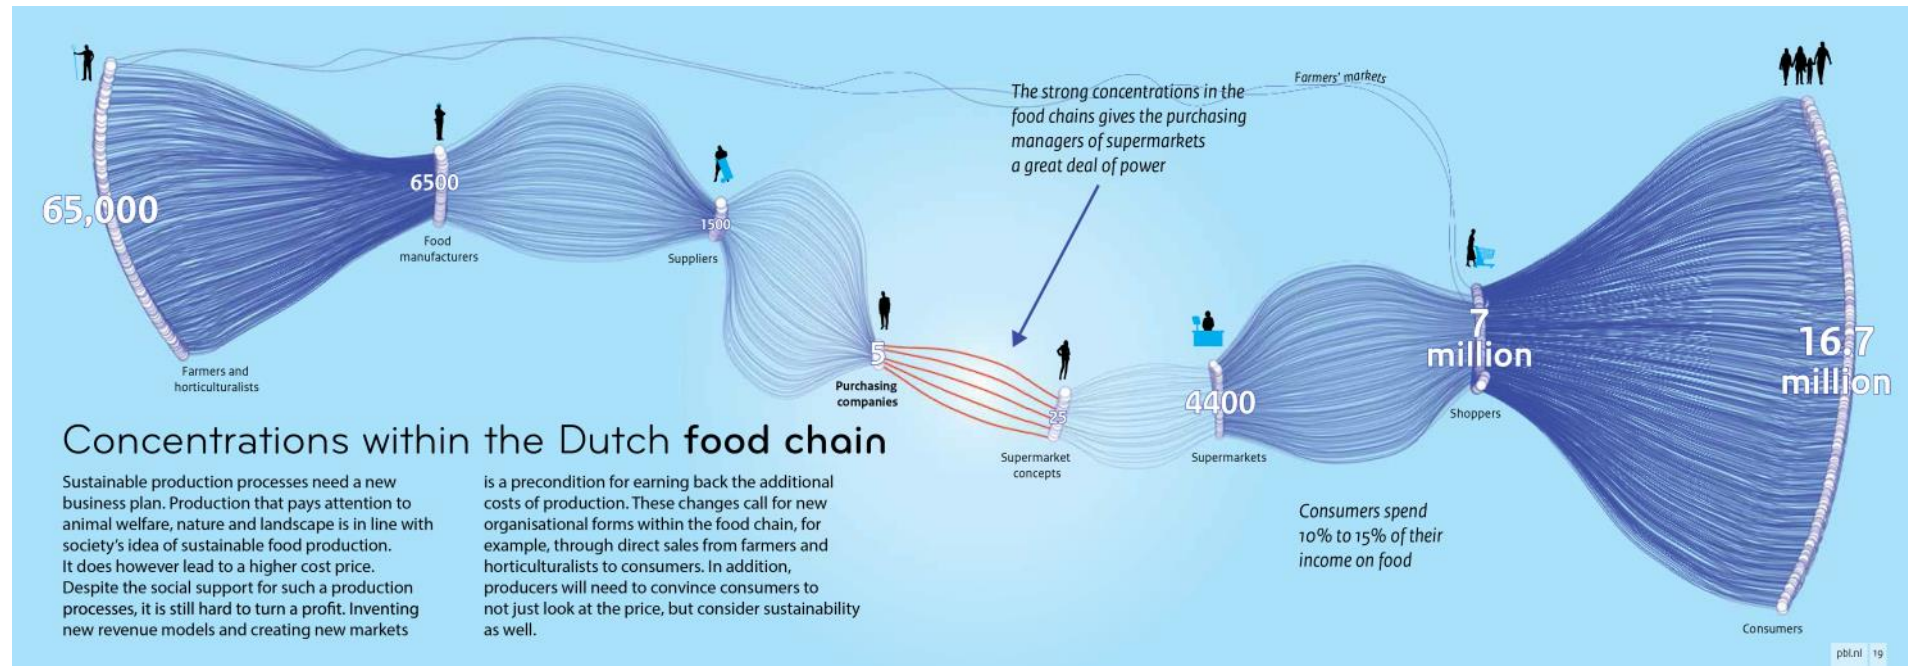 Farmers' markets
The strong concentrations in the
food chains gives the purchasing
managers of supermarkets
a great deal of power
65,000
Farmers and
horticulturalists
6500
Food
manufacturers
1500
Suppliers
5
Purchasing
companies
25
Supermarket
concepts
4400
Supermarkets
7
million
Shoppers
16.7
million
Consumers
Consumers spend
10% to 15% of their
income on food
Concentrations within the Dutch food chain
Sustainable production processes need a new
business plan. Production that pays attention to
animal welfare, nature and landscape is in line with
society's idea of sustainable food production.
It does however lead to a higher cost price.
Despite the social support for such a production
processes, it is still hard to turn a profit. Inventing
new revenue models and creating new markets
is a precondition for earning back the additional
costs of production. These changes call for new
organisational forms within the food chain, for
example, through direct sales from farmers and
horticulturalists to consumers. In addition,
producers will need to convince consumers to
not just look at the price, but consider sustainability
as well.
pbl.nl 19